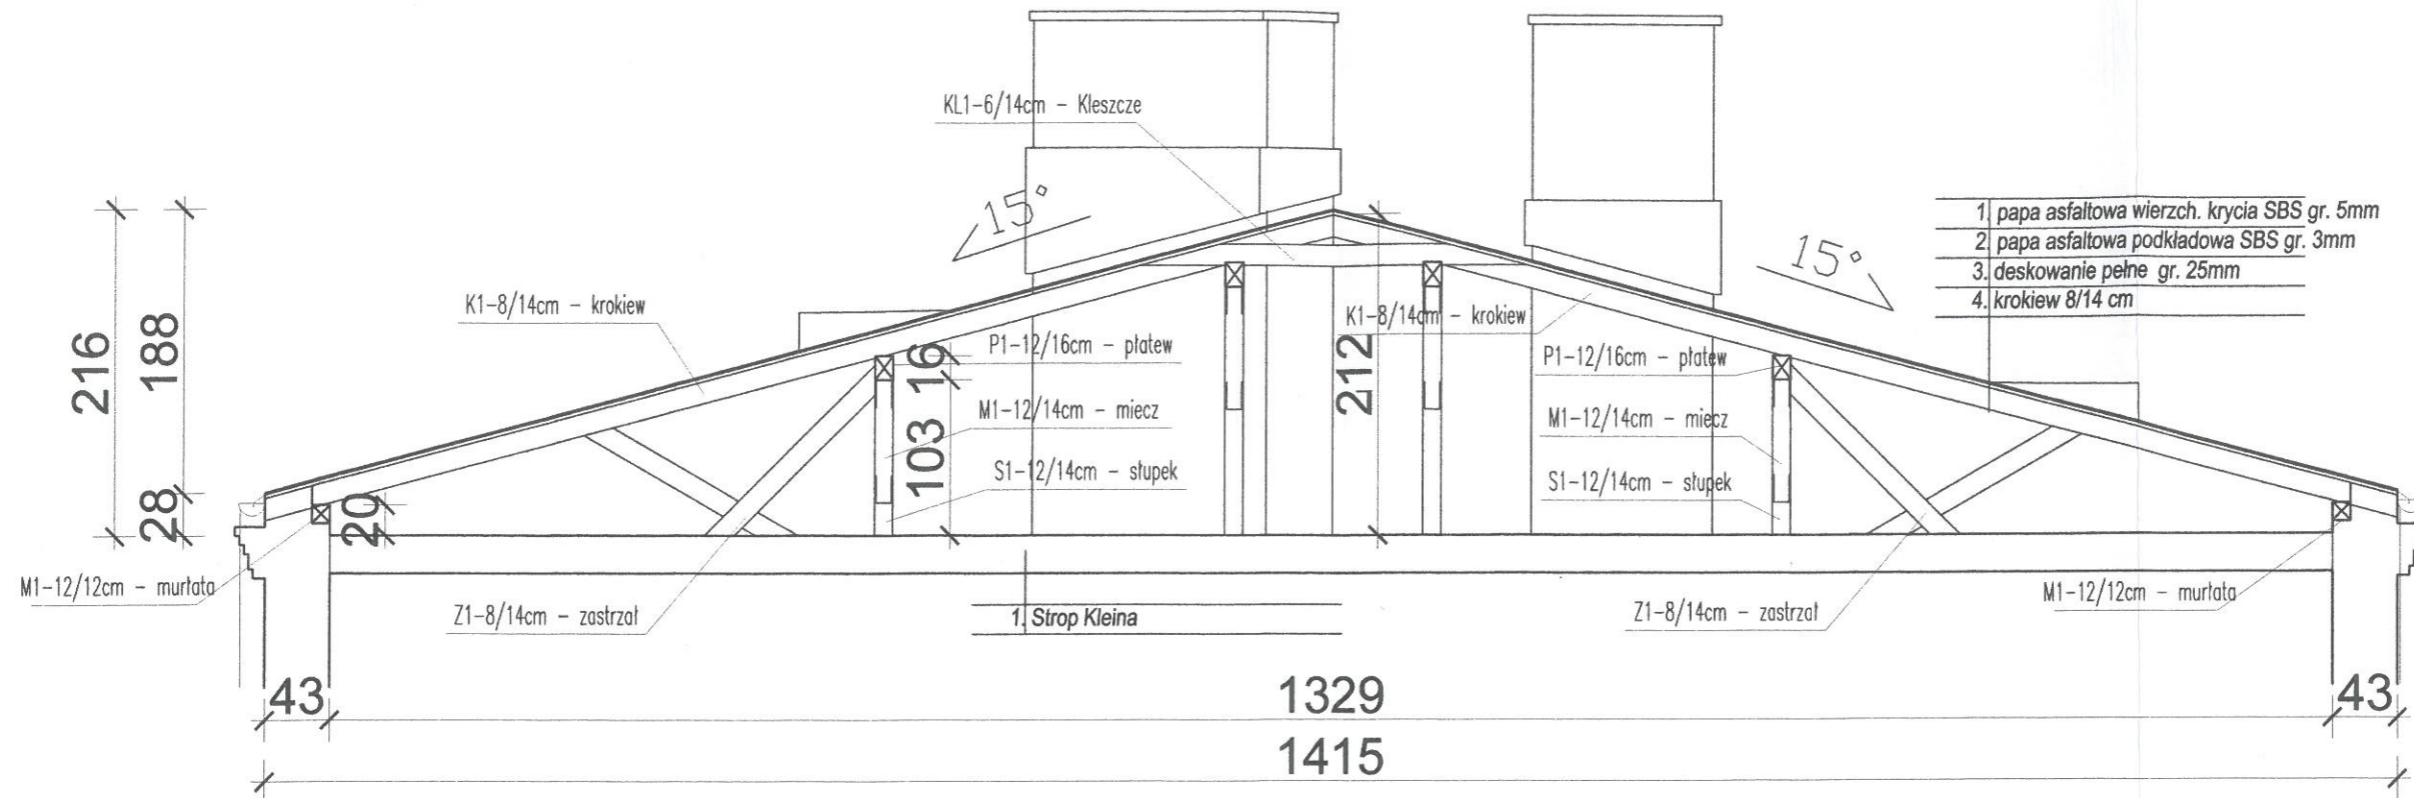 KL1-6/14cm - Kleszcze
15°
15°
1. papa asfaltowa wierzch. krycia SBS gr. 5mm
2. papa asfaltowa podkładowa SBS gr. 3mm
3. deskowanie pełne gr. 25mm
4. krokiew 8/14 cm
K1-8/14cm - krokiew
K1-8/14cm - krokiew
216
188
28
20
16
103
212
P1-12/16cm - płatew
M1-12/14cm - miecz
S1-12/14cm - słupek
P1-12/16cm - płatew
M1-12/14cm - miecz
S1-12/14cm - słupek
M1-12/12cm - murłata
Z1-8/14cm - zastrzał
1. Strop Kleina
Z1-8/14cm - zastrzał
M1-12/12cm - murłata
43
1329
43
1415